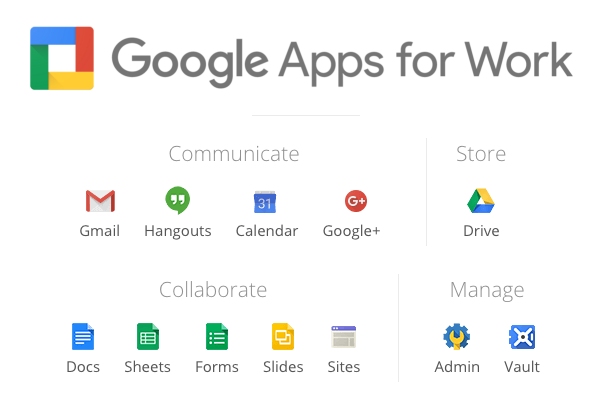 Google Apps for Work
Communicate
Store
31
G+
Gmail
Hangouts
Calendar
Google+
Drive
Collaborate
Manage
Docs
Sheets
Forms
Slides
Sites
Admin
Vault